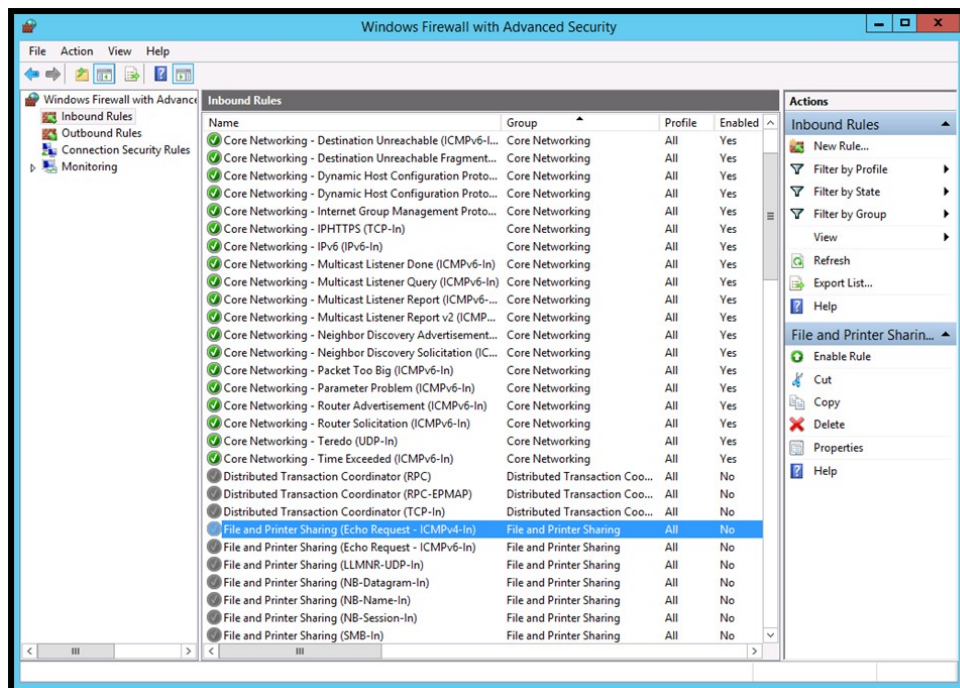 Windows Firewall with Advanced Security
File Action View Help
Windows Firewall with Advance
Inbound Rules
Outbound Rules
Connection Security Rules
Monitoring
Inbound Rules
Name Group Profile Enabled
Core Networking - Destination Unreachable (ICMPv6-I... Core Networking All Yes
Core Networking - Destination Unreachable Fragment... Core Networking All Yes
Core Networking - Dynamic Host Configuration Proto... Core Networking All Yes
Core Networking - Dynamic Host Configuration Proto... Core Networking All Yes
Core Networking - Internet Group Management Proto... Core Networking All Yes
Core Networking - IPHTTPS (TCP-In) Core Networking All Yes
Core Networking - IPv6 (IPv6-In) Core Networking All Yes
Core Networking - Multicast Listener Done (ICMPv6-In) Core Networking All Yes
Core Networking - Multicast Listener Query (ICMPv6-In) Core Networking All Yes
Core Networking - Multicast Listener Report (ICMPv6-... Core Networking All Yes
Core Networking - Multicast Listener Report v2 (ICMP... Core Networking All Yes
Core Networking - Neighbor Discovery Advertisement... Core Networking All Yes
Core Networking - Neighbor Discovery Solicitation (IC... Core Networking All Yes
Core Networking - Packet Too Big (ICMPv6-In) Core Networking All Yes
Core Networking - Parameter Problem (ICMPv6-In) Core Networking All Yes
Core Networking - Router Advertisement (ICMPv6-In) Core Networking All Yes
Core Networking - Router Solicitation (ICMPv6-In) Core Networking All Yes
Core Networking - Teredo (UDP-In) Core Networking All Yes
Core Networking - Time Exceeded (ICMPv6-In) Core Networking All Yes
Distributed Transaction Coordinator (RPC) Distributed Transaction Coo... All No
Distributed Transaction Coordinator (RPC-EPMAP) Distributed Transaction Coo... All No
Distributed Transaction Coordinator (TCP-In) Distributed Transaction Coo... All No
File and Printer Sharing (Echo Request - ICMPv4-In) File and Printer Sharing All No
File and Printer Sharing (Echo Request - ICMPv6-In) File and Printer Sharing All No
File and Printer Sharing (LLMNR-UDP-In) File and Printer Sharing All No
File and Printer Sharing (NB-Datagram-In) File and Printer Sharing All No
File and Printer Sharing (NB-Name-In) File and Printer Sharing All No
File and Printer Sharing (NB-Session-In) File and Printer Sharing All No
File and Printer Sharing (SMB-In) File and Printer Sharing All No
Actions
Inbound Rules
New Rule...
Filter by Profile
Filter by State
Filter by Group
View
Refresh
Export List...
Help
File and Printer Sharin...
Enable Rule
Cut
Copy
Delete
Properties
Help